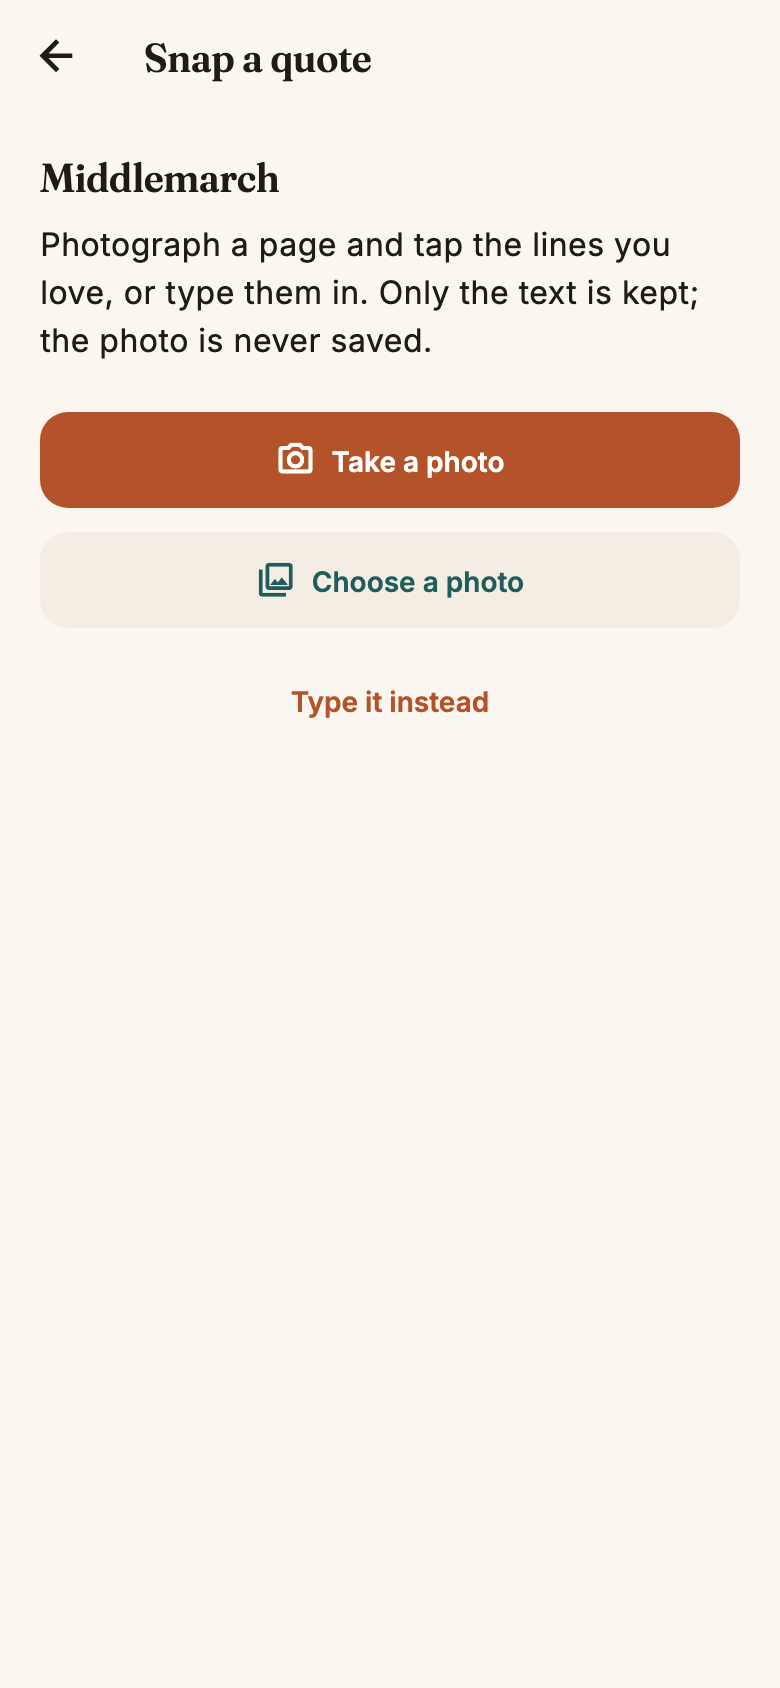 Snap a quote
Middlemarch
Photograph a page and tap the lines you
love, or type them in. Only the text is kept;
the photo is never saved.
Take a photo
Choose a photo
Type it instead